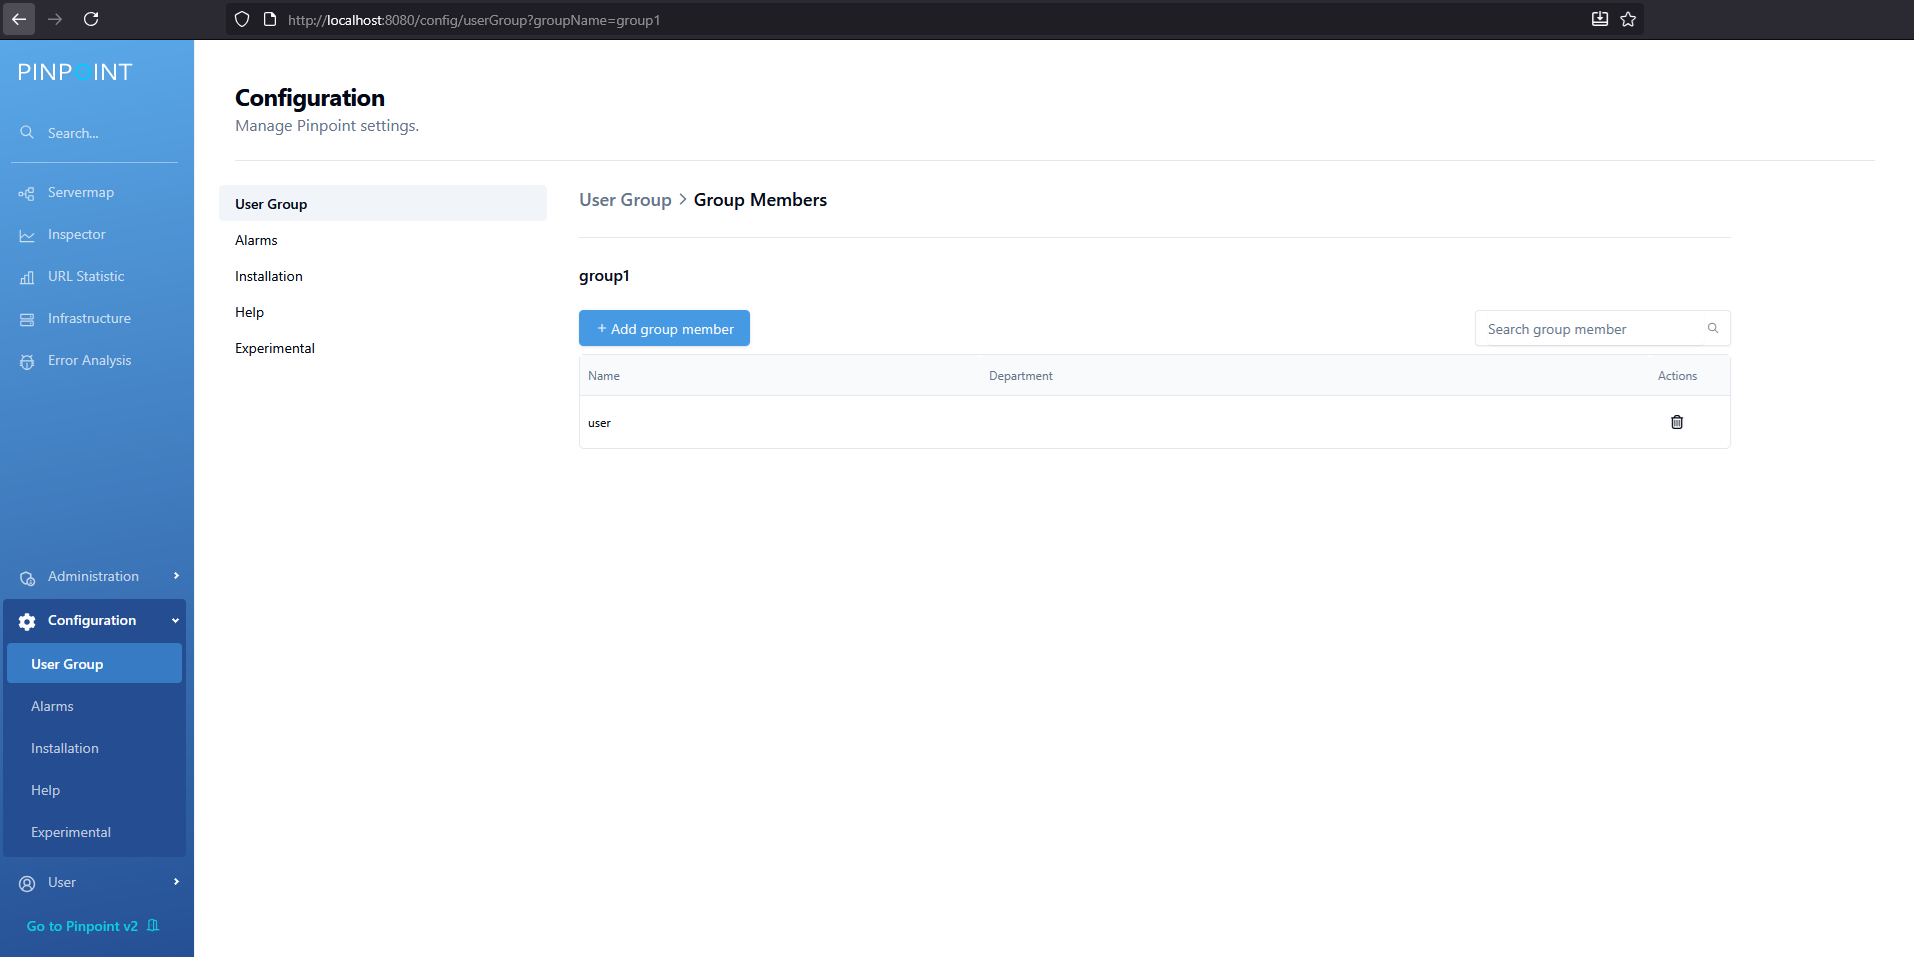 http://localhost:8080/config/userGroup?groupName=group1
PINPOINT
Search...
Servermap
Inspector
URL Statistic
Infrastructure
Error Analysis
Administration
Configuration
User Group
Alarms
Installation
Help
Experimental
User
Go to Pinpoint v2
Configuration
Manage Pinpoint settings.
User Group
Alarms
Installation
Help
Experimental
User Group > Group Members
group1
+ Add group member
Search group member
Name Department Actions
user